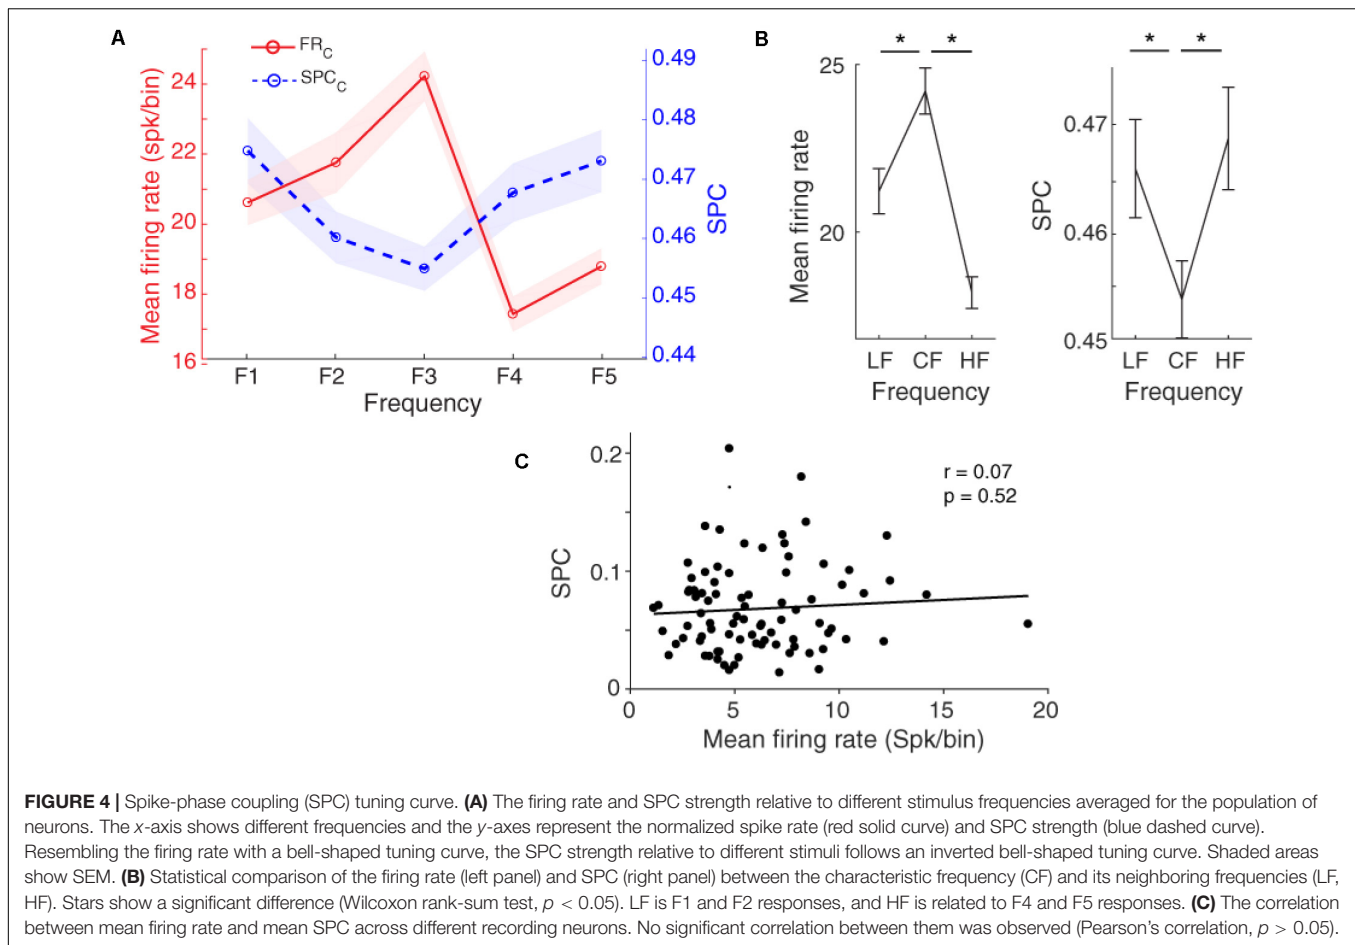 A
FR_C
SPC_C
Mean firing rate (spk/bin)
24
22
20
18
16
0.49
0.48
0.47
0.46
0.45
0.44
SPC
F1 F2 F3 F4 F5
Frequency
B
* *
25
20
Mean firing rate
LF CF HF
Frequency
* *
0.47
0.46
0.45
SPC
LF CF HF
Frequency
C
0.2
0.1
0
SPC
r = 0.07
p = 0.52
0 5 10 15 20
Mean firing rate (Spk/bin)
FIGURE 4 | Spike-phase coupling (SPC) tuning curve. (A) The firing rate and SPC strength relative to different stimulus frequencies averaged for the population of
neurons. The x-axis shows different frequencies and the y-axes represent the normalized spike rate (red solid curve) and SPC strength (blue dashed curve).
Resembling the firing rate with a bell-shaped tuning curve, the SPC strength relative to different stimuli follows an inverted bell-shaped tuning curve. Shaded areas
show SEM. (B) Statistical comparison of the firing rate (left panel) and SPC (right panel) between the characteristic frequency (CF) and its neighboring frequencies (LF,
HF). Stars show a significant difference (Wilcoxon rank-sum test, p < 0.05). LF is F1 and F2 responses, and HF is related to F4 and F5 responses. (C) The correlation
between mean firing rate and mean SPC across different recording neurons. No significant correlation between them was observed (Pearson's correlation, p > 0.05).